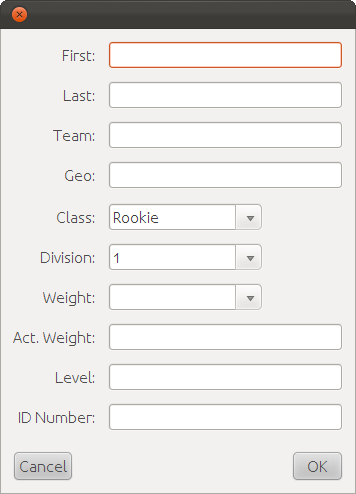 First:
Last:
Team:
Geo:
Class: Rookie
Division: 1
Weight:
Act. Weight:
Level:
ID Number:
Cancel OK